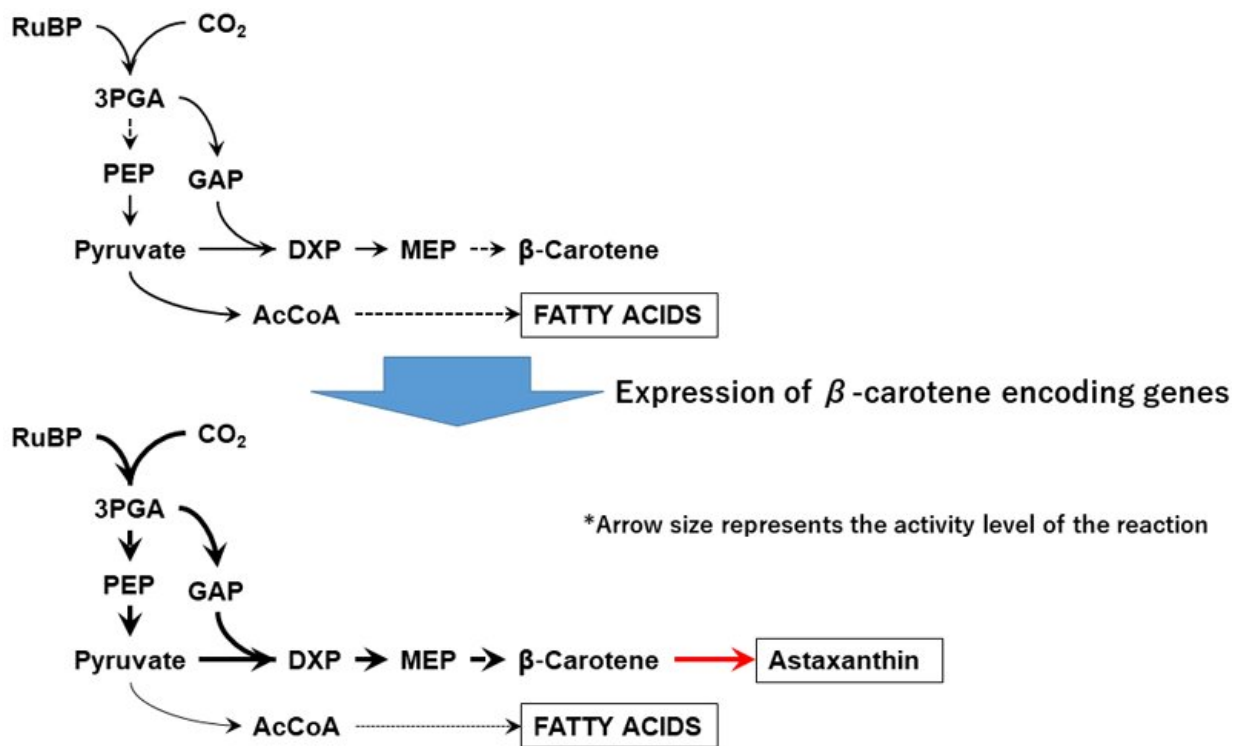 RuBP CO₂
3PGA
PEP GAP
Pyruvate DXP MEP β-Carotene
AcCoA FATTY ACIDS
Expression of β-carotene encoding genes
RuBP CO₂
3PGA
*Arrow size represents the activity level of the reaction
PEP GAP
Pyruvate DXP MEP β-Carotene Astaxanthin
AcCoA FATTY ACIDS